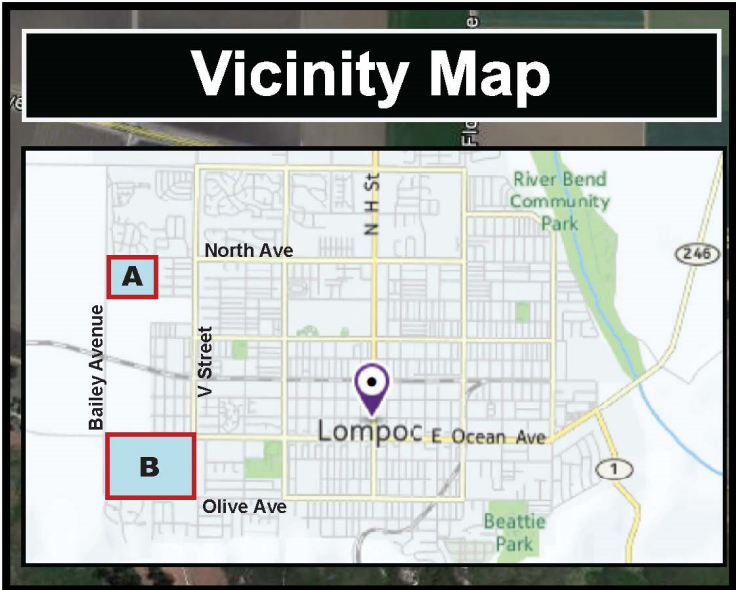 Vicinity Map
River Bend
Community
Park
N H St
246
North Ave
A
Bailey Avenue
V Street
Lompoc
E Ocean Ave
B
1
Olive Ave
Beattie
Park